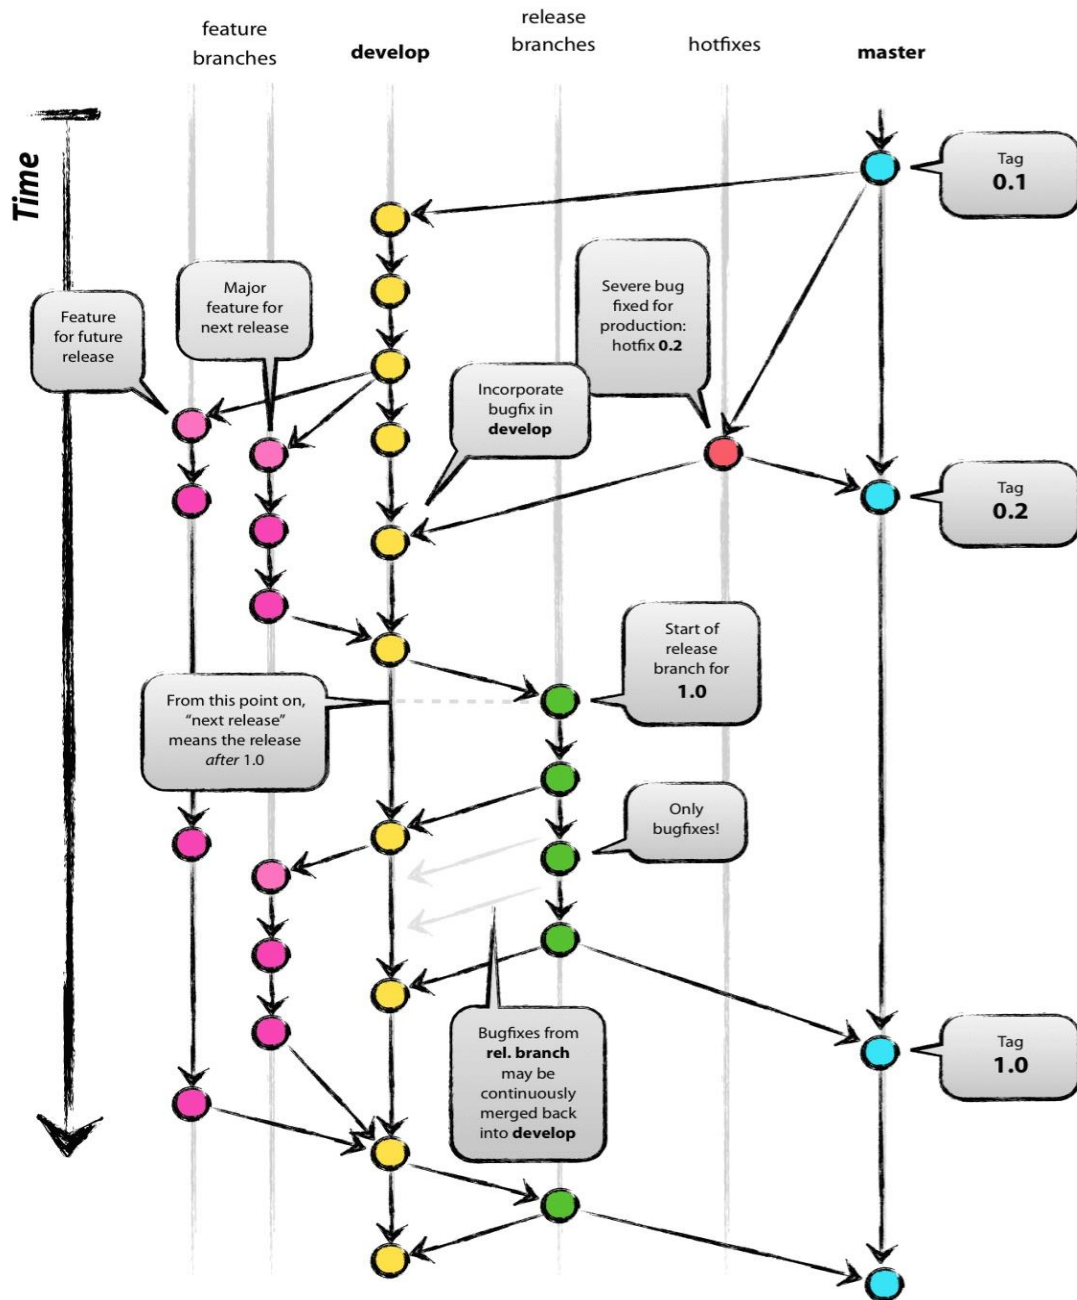 feature
branches
develop
release
branches
hotfixes
master
Time
Tag
0.1
Major
feature for
next release
Severe bug
fixed for
production:
hotfix 0.2
Feature
for future
release
Incorporate
bugfix in
develop
Tag
0.2
Start of
release
branch for
1.0
From this point on,
“next release”
means the release
after 1.0
Only
bugfixes!
Bugfixes from
rel. branch
may be
continuously
merged back
into develop
Tag
1.0